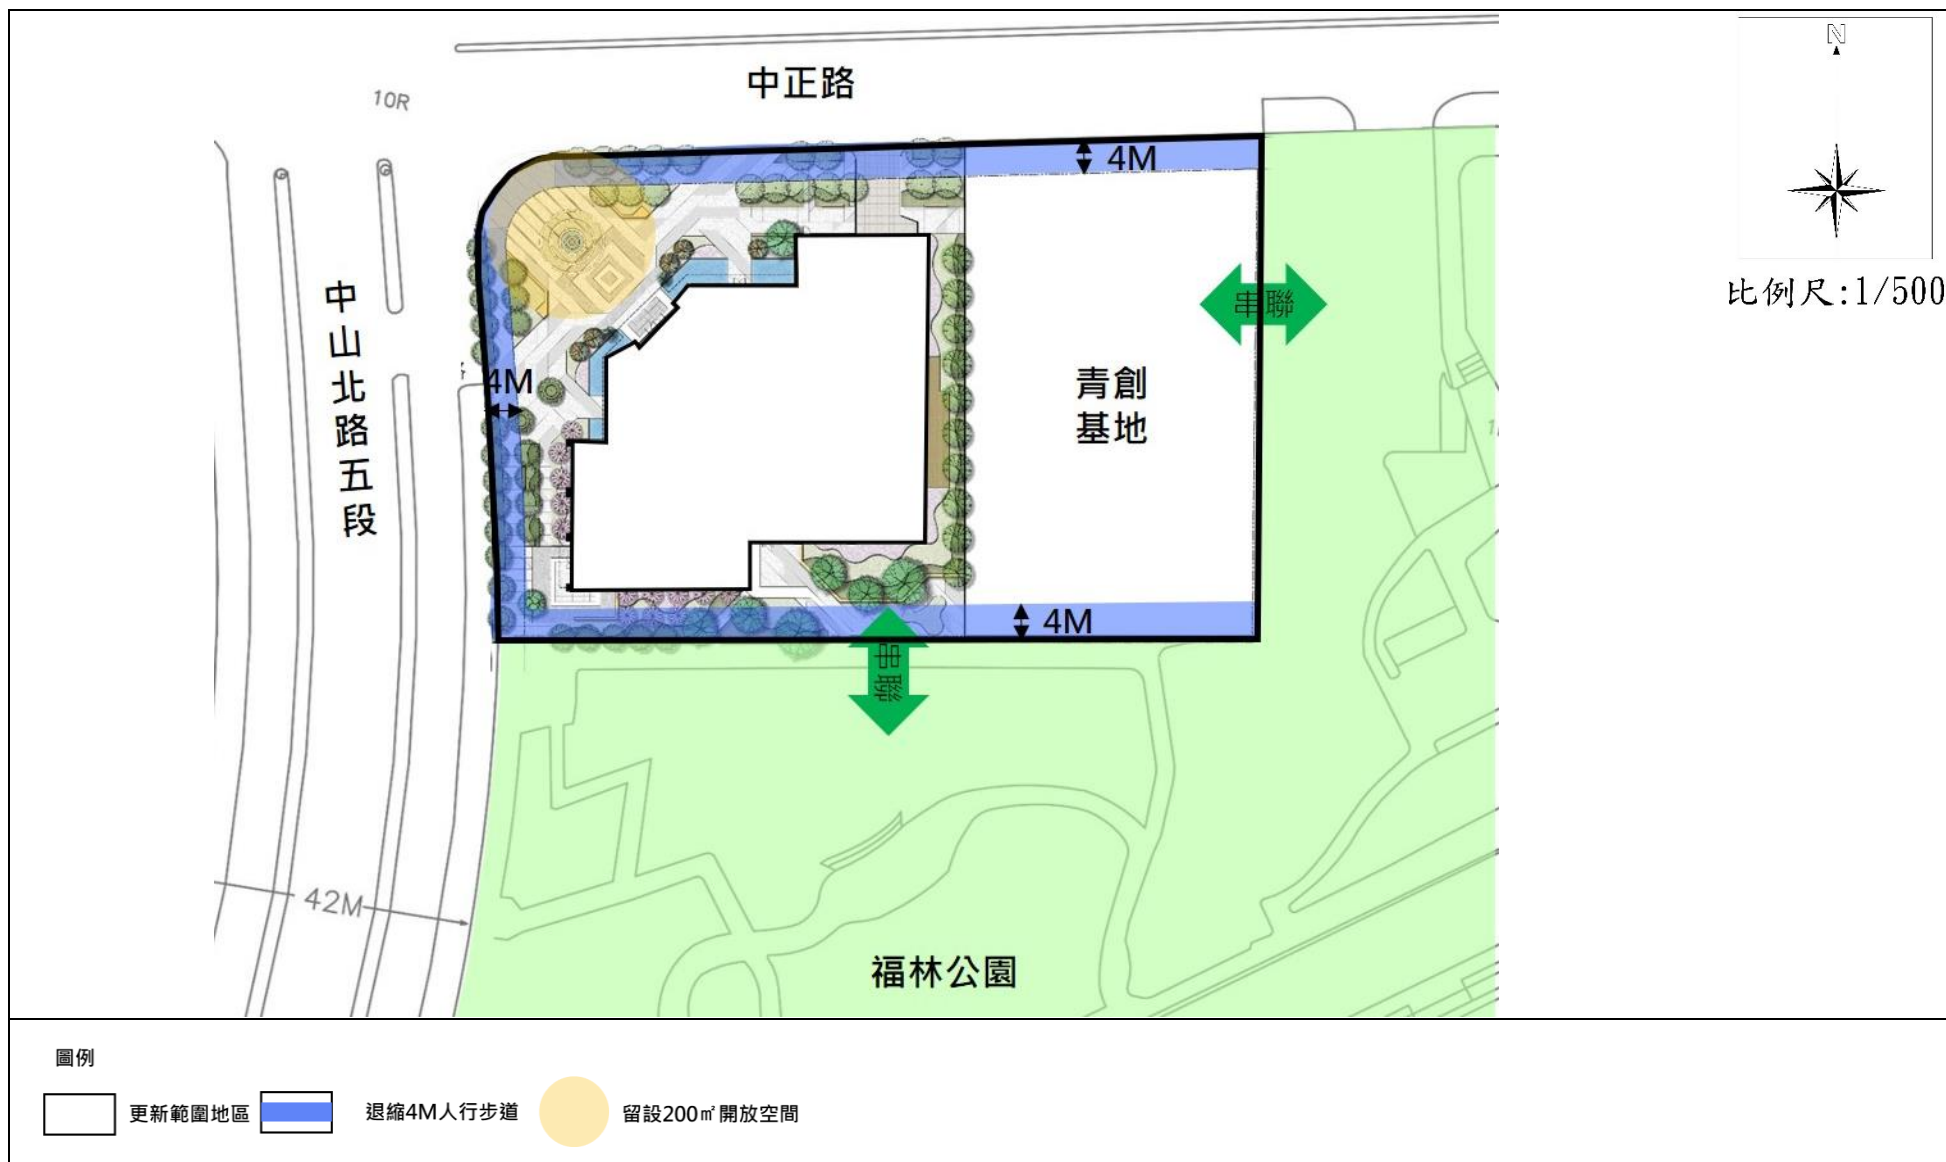 中正路
10R
N
比例尺:1/500
4M
中山北路五段
串聯
4M
青創
基地
4M
串聯
42M
福林公園
圖例
更新範圍地區
退縮4M人行步道
留設200㎡開放空間